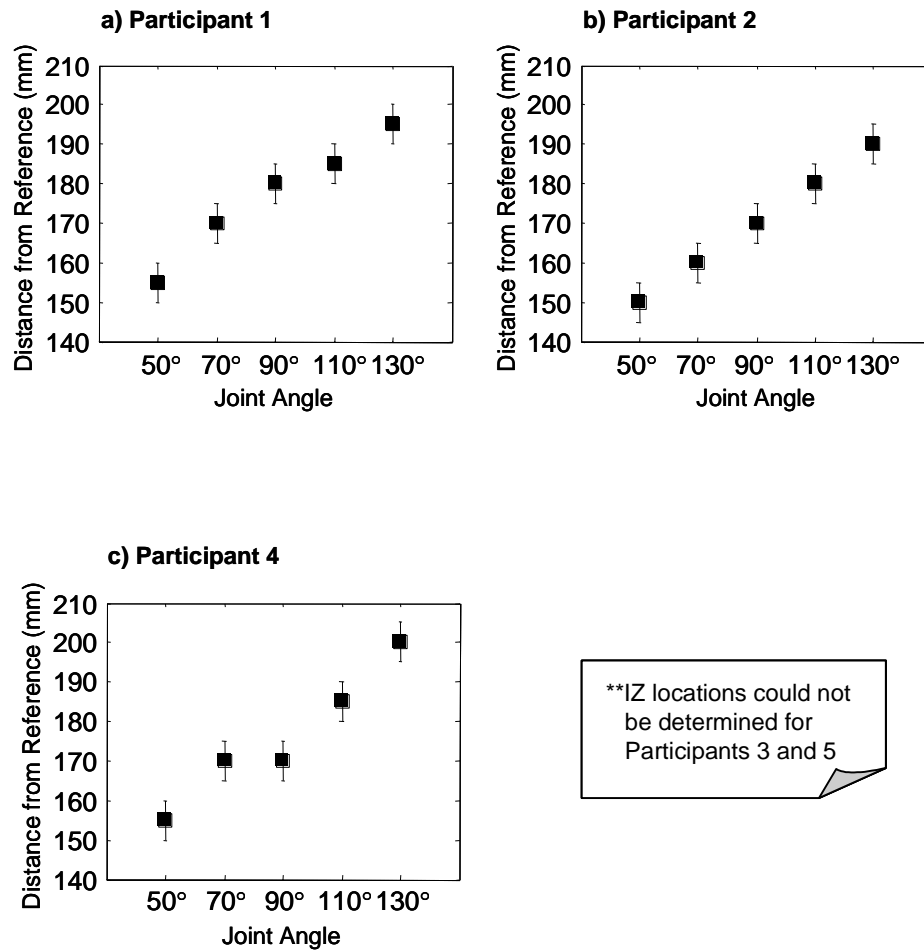 a) Participant 1
Distance from Reference (mm)
210
200
190
180
170
160
150
140
50° 70° 90° 110° 130°
Joint Angle
b) Participant 2
Distance from Reference (mm)
210
200
190
180
170
160
150
140
50° 70° 90° 110° 130°
Joint Angle
c) Participant 4
Distance from Reference (mm)
210
200
190
180
170
160
150
140
50° 70° 90° 110° 130°
Joint Angle
**IZ locations could not
be determined for
Participants 3 and 5